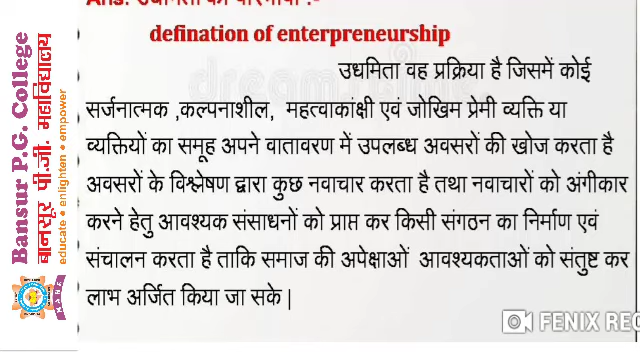 defination of enterpreneurship
उधमिता वह प्रक्रिया है जिसमें कोई
सर्जनात्मक ,कल्पनाशील, महत्वाकांक्षी एवं जोखिम प्रेमी व्यक्ति या
व्यक्तियों का समूह अपने वातावरण में उपलब्ध अवसरों की खोज करता है
अवसरों के विश्लेषण द्वारा कुछ नवाचार करता है तथा नवाचारों को अंगीकार
करने हेतु आवश्यक संसाधनों को प्राप्त कर किसी संगठन का निर्माण एवं
संचालन करता है ताकि समाज की अपेक्षाओं आवश्यकताओं को संतुष्ट कर
लाभ अर्जित किया जा सके |
Bansur P.G. College
बानसूर पी.जी. महाविद्यालय
educate • enlighten • empower
FENIX REC